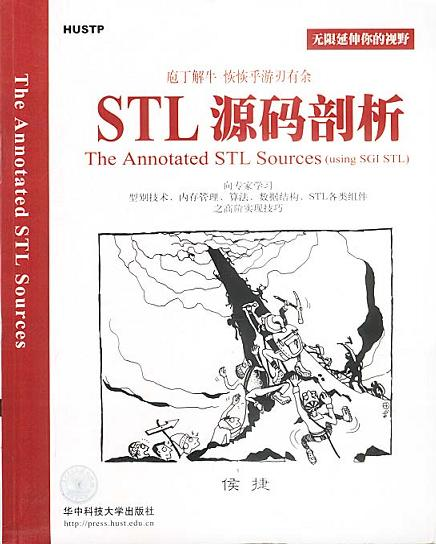 HUSTP
无限延伸你的视野
庖丁解牛 恢恢乎游刃有余
STL 源码剖析
The Annotated STL Sources (using SGI STL)
向专家学习
型别技术、内存管理、算法、数据结构、STL各类组件
之高阶实现技巧
The Annotated STL Sources
侯 捷
华中科技大学出版社
http://press.hust.edu.cn